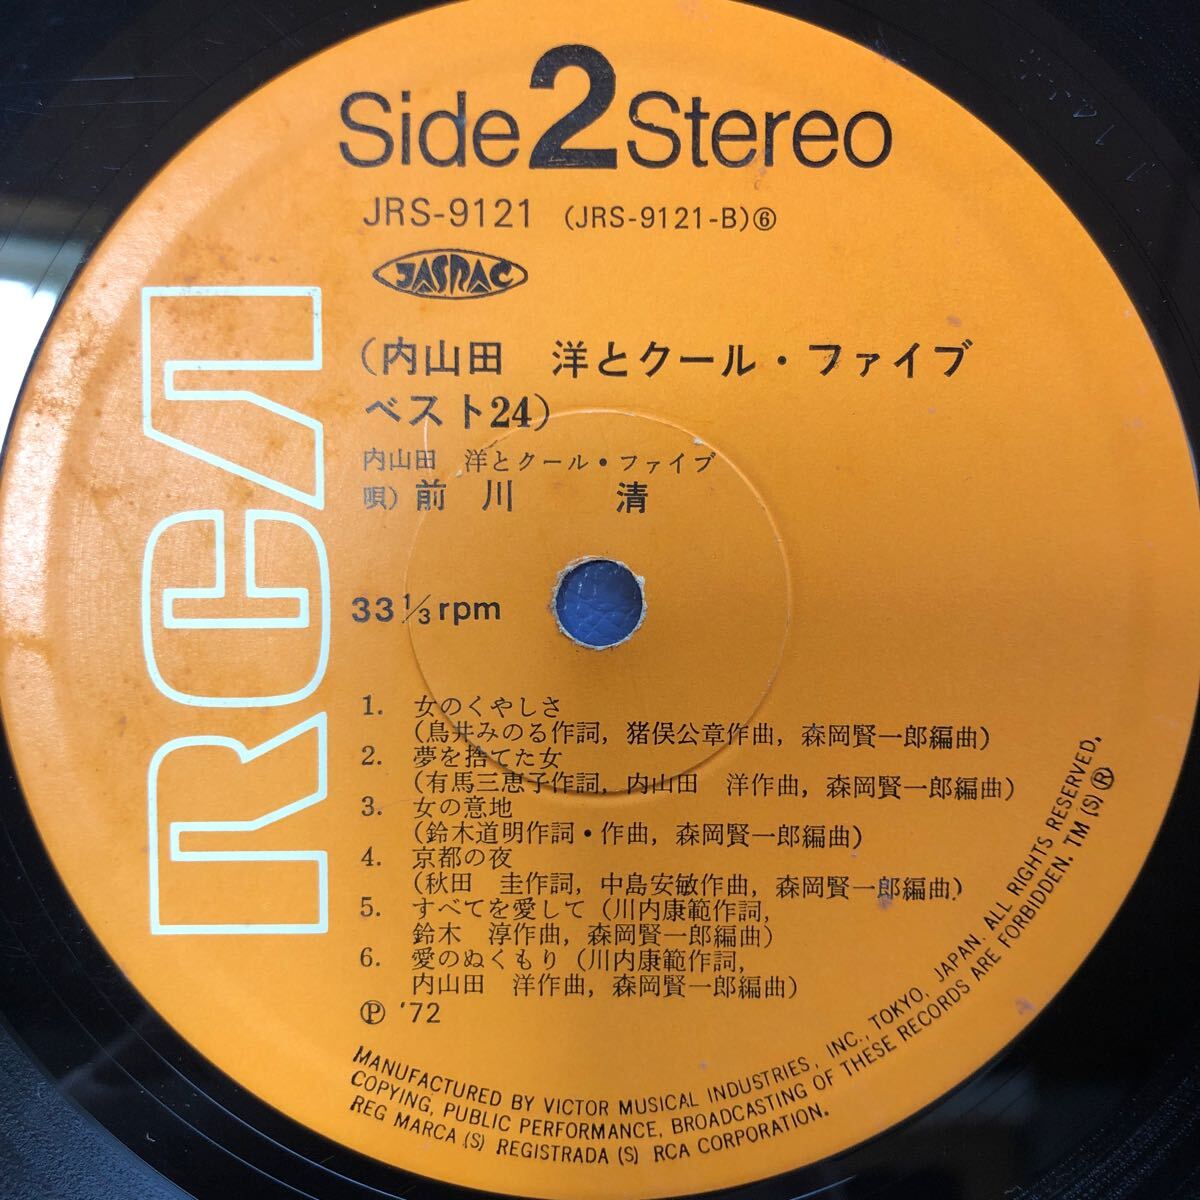 Side 2 Stereo
JRS-9121 (JRS-9121-B)⑥
JASRAC
RCA
(内山田　洋とクール・ファイブ
ベスト24)
内山田　洋とクール・ファイブ
唄) 前川　清
33 1/3 rpm
1. 女のくやしさ
(鳥井みのる作詞, 猪俣公章作曲, 森岡賢一郎編曲)
2. 夢を捨てた女
(有馬三恵子作詞, 内山田　洋作曲, 森岡賢一郎編曲)
3. 女の意地
(鈴木道明作詞・作曲, 森岡賢一郎編曲)
4. 京都の夜
(秋田　圭作詞, 中島安敏作曲, 森岡賢一郎編曲)
5. すべてを愛して (川内康範作詞,
鈴木　淳作曲, 森岡賢一郎編曲)
6. 愛のぬくもり (川内康範作詞,
内山田　洋作曲, 森岡賢一郎編曲)
Ⓟ '72
MANUFACTURED BY VICTOR MUSICAL INDUSTRIES, INC., TOKYO, JAPAN. ALL RIGHTS RESERVED.
COPYING, PUBLIC PERFORMANCE, BROADCASTING OF THESE RECORDS ARE FORBIDDEN. TM (S) ®
REG MARCA (S) REGISTRADA (S) RCA CORPORATION.